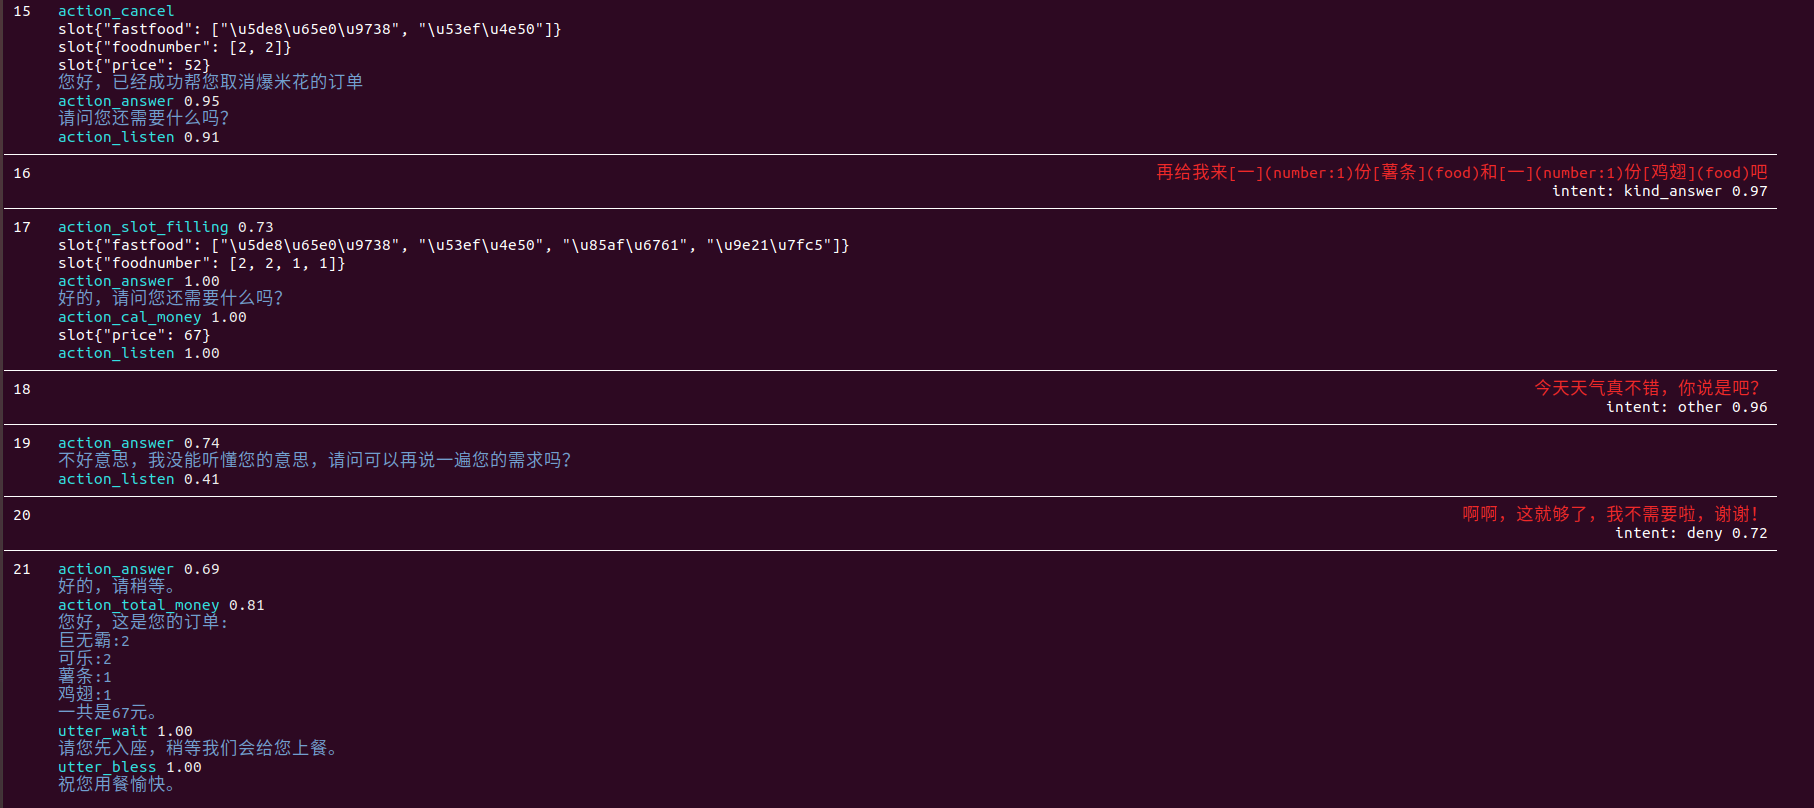 15 action_cancel
slot{"fastfood": ["\u5de8\u65e0\u9738", "\u53ef\u4e50"]}
slot{"foodnumber": [2, 2]}
slot{"price": 52}
您好，已经成功帮您取消爆米花的订单
action_answer 0.95
请问您还需要什么吗？
action_listen 0.91
16 再给我来[一](number:1)份[薯条](food)和[一](number:1)份[鸡翅](food)吧
intent: kind_answer 0.97
17 action_slot_filling 0.73
slot{"fastfood": ["\u5de8\u65e0\u9738", "\u53ef\u4e50", "\u85af\u6761", "\u9e21\u7fc5"]}
slot{"foodnumber": [2, 2, 1, 1]}
action_answer 1.00
好的，请问您还需要什么吗？
action_cal_money 1.00
slot{"price": 67}
action_listen 1.00
18 今天天气真不错，你说是吧？
intent: other 0.96
19 action_answer 0.74
不好意思，我没能听懂您的意思，请问可以再说一遍您的需求吗？
action_listen 0.41
20 啊啊，这就够了，我不需要啦，谢谢！
intent: deny 0.72
21 action_answer 0.69
好的，请稍等。
action_total_money 0.81
您好，这是您的订单：
巨无霸:2
可乐:2
薯条:1
鸡翅:1
一共是67元。
utter_wait 1.00
请您先入座，稍等我们会给您上餐。
utter_bless 1.00
祝您用餐愉快。